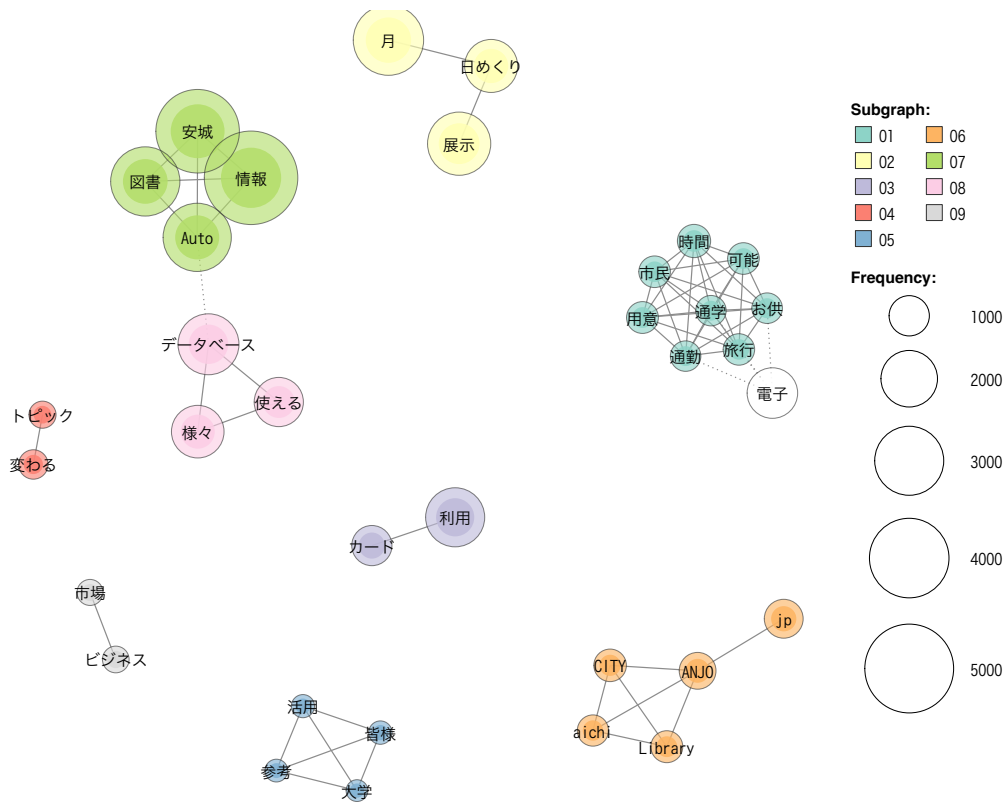 月
日めくり
展示
安城
図書
情報
Auto
データベース
使える
様々
トピック
変わる
利用
カード
市場
ビジネス
活用
皆様
参考
大学
時間
可能
市民
お供
用意
通学
通勤
旅行
電子
jp
CITY
ANJO
aichi
Library
Subgraph:
01 06
02 07
03 08
04 09
05
Frequency:
1000
2000
3000
4000
5000